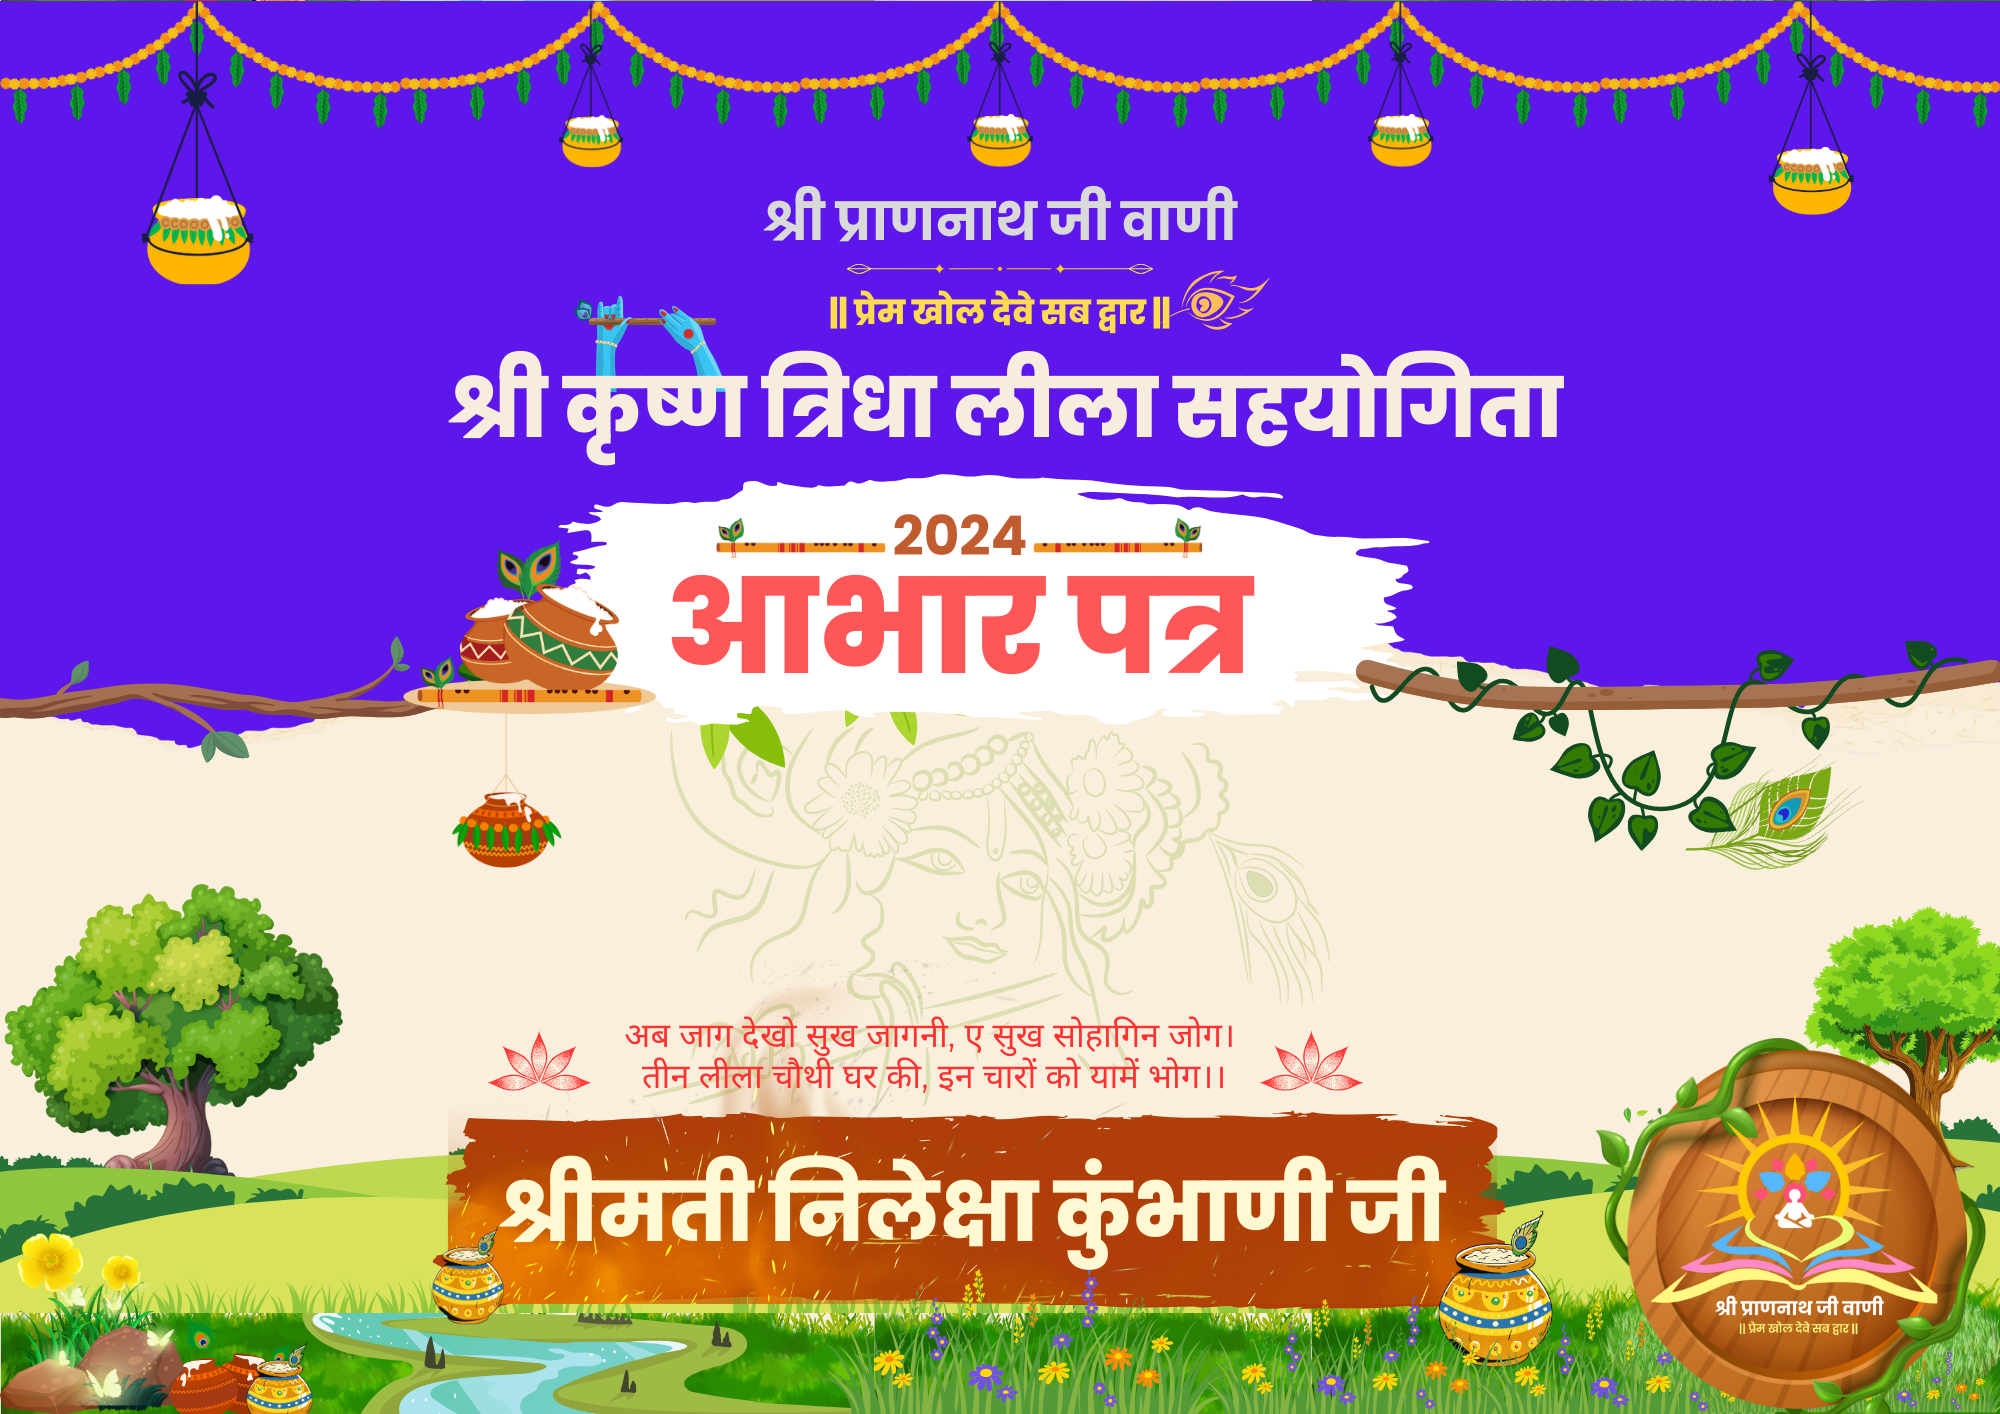 श्री प्राणनाथ जी वाणी
|| प्रेम खोल देवे सब द्वार ||
श्री कृष्ण त्रिधा लीला सहयोगिता
2024
आभार पत्र
अब जाग देखो सुख जागनी, ए सुख सोहागिन जोग।
तीन लीला चौथी घर की, इन चारों को यामें भोग।।
श्रीमती निलेक्षा कुंभाणी जी
श्री प्राणनाथ जी वाणी
|| प्रेम खोल देवे सब द्वार ||